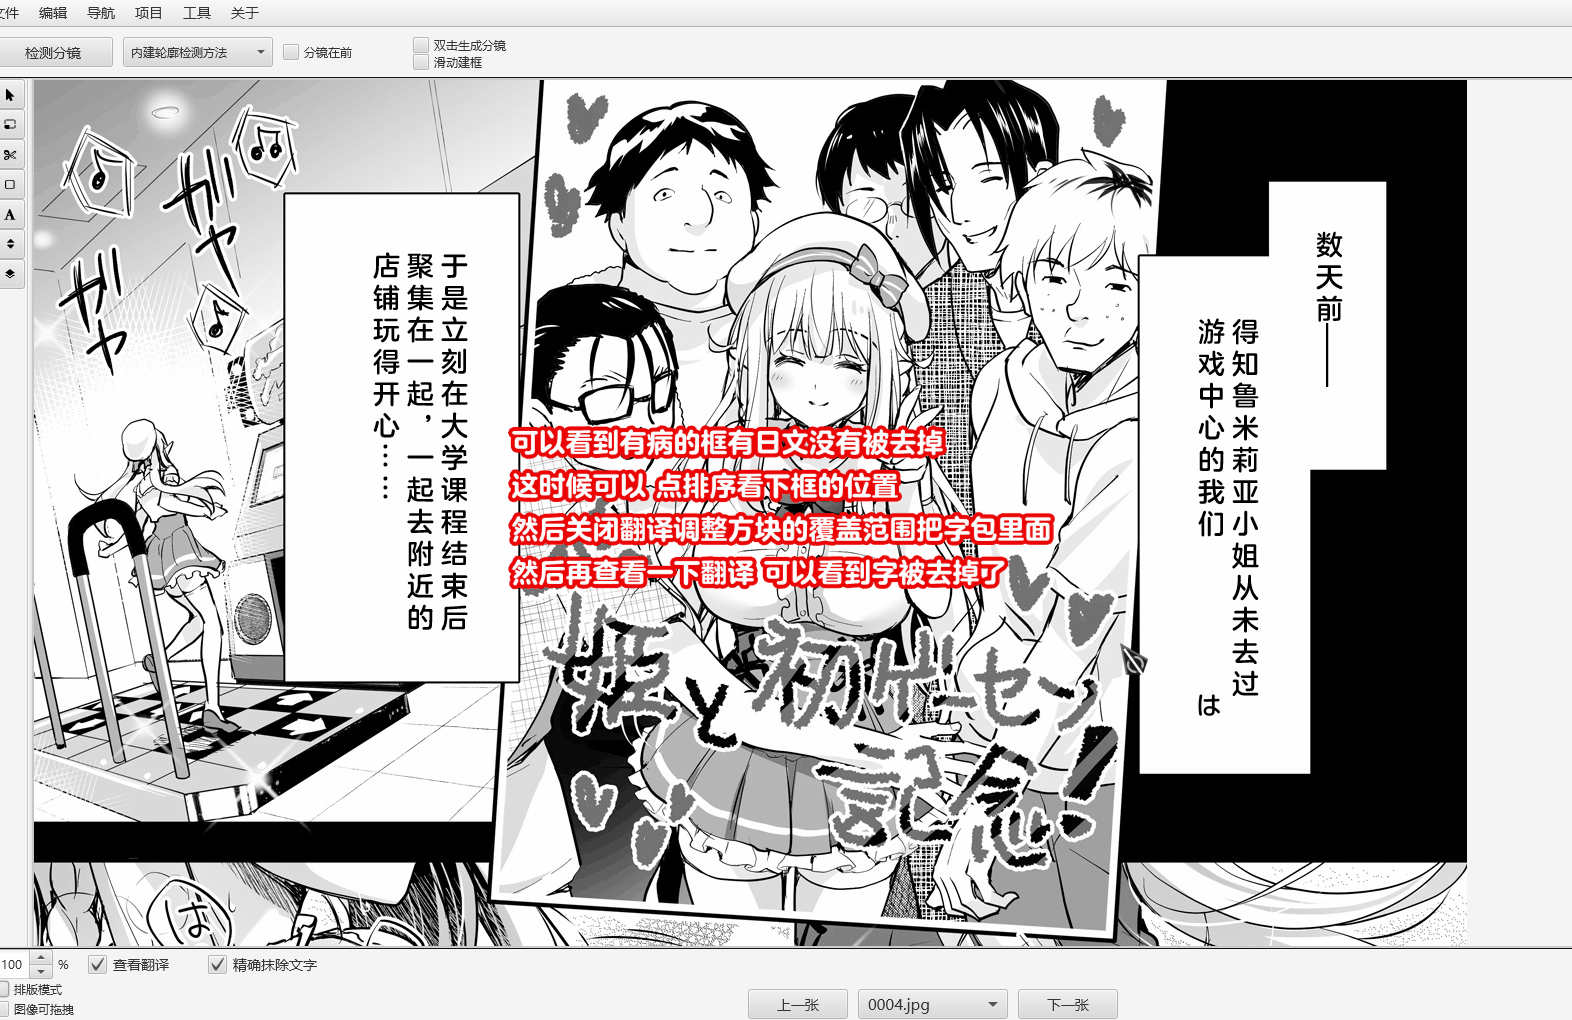 文件 编辑 导航 项目 工具 关于
检测分镜 内建轮廓检测方法 分镜在前 双击生成分镜
滑动建框
数天前——
得知鲁米莉亚小姐从未去过
游戏中心的我们
は
于是立刻在大学课程结束后
聚集在一起，一起去附近的
店铺玩得开心……
ガヤ
ガヤ
可以看到有病的框有日文没有被去掉
这时候可以 点排序看下框的位置
然后关闭翻译调整方块的覆盖范围把字包里面
然后再查看一下翻译 可以看到字被去掉了
姫と初ゲーセン
記念!
は
A
100 % 查看翻译 精确抹除文字
排版模式
图像可拖拽
上一张 0004.jpg 下一张